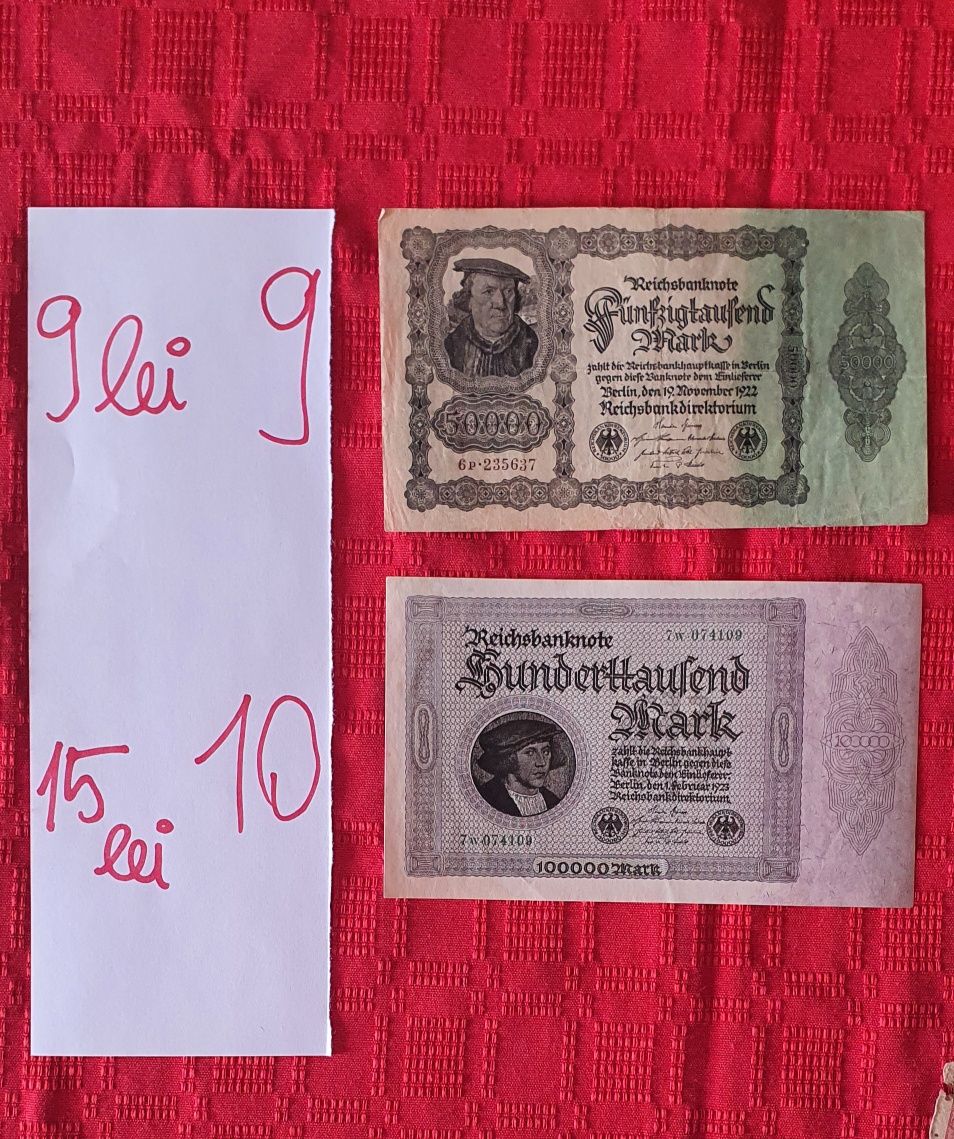 9 lei 9
15 lei 10
Reichsbanknote
Fünfzigtausend
Mark
zahlt die Reichsbankhauptkasse in Berlin
gegen diese Banknote dem Einlieferer
Berlin, den 19. November 1922
Reichsbankdirektorium
50000
6P·235637
50000
50000
Reichsbanknote
7W·074109
Hunderttausend
Mark
zahlt die Reichsbankhaupt-
kasse in Berlin gegen diese
Banknote dem Einlieferer.
Berlin, den 1. Februar 1923
Reichsbankdirektorium
7W·074109
100000 Mark
100000